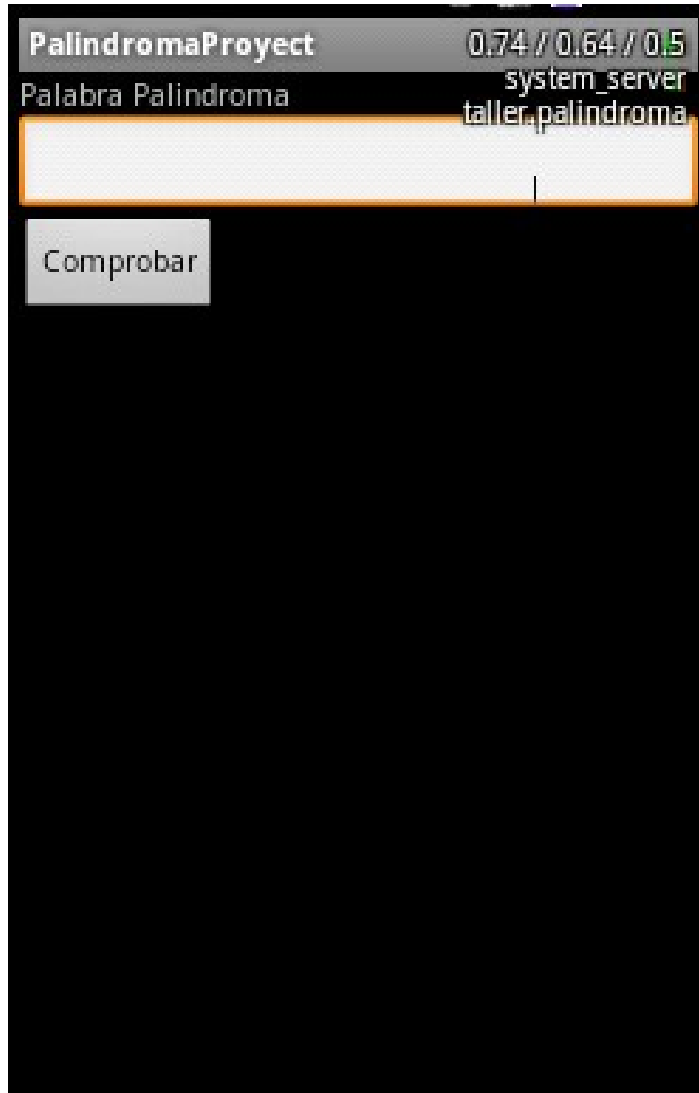 PalindromaProyect
0.74 / 0.64 / 0.5
system_server
Palabra Palindroma
taller.palindroma
Comprobar